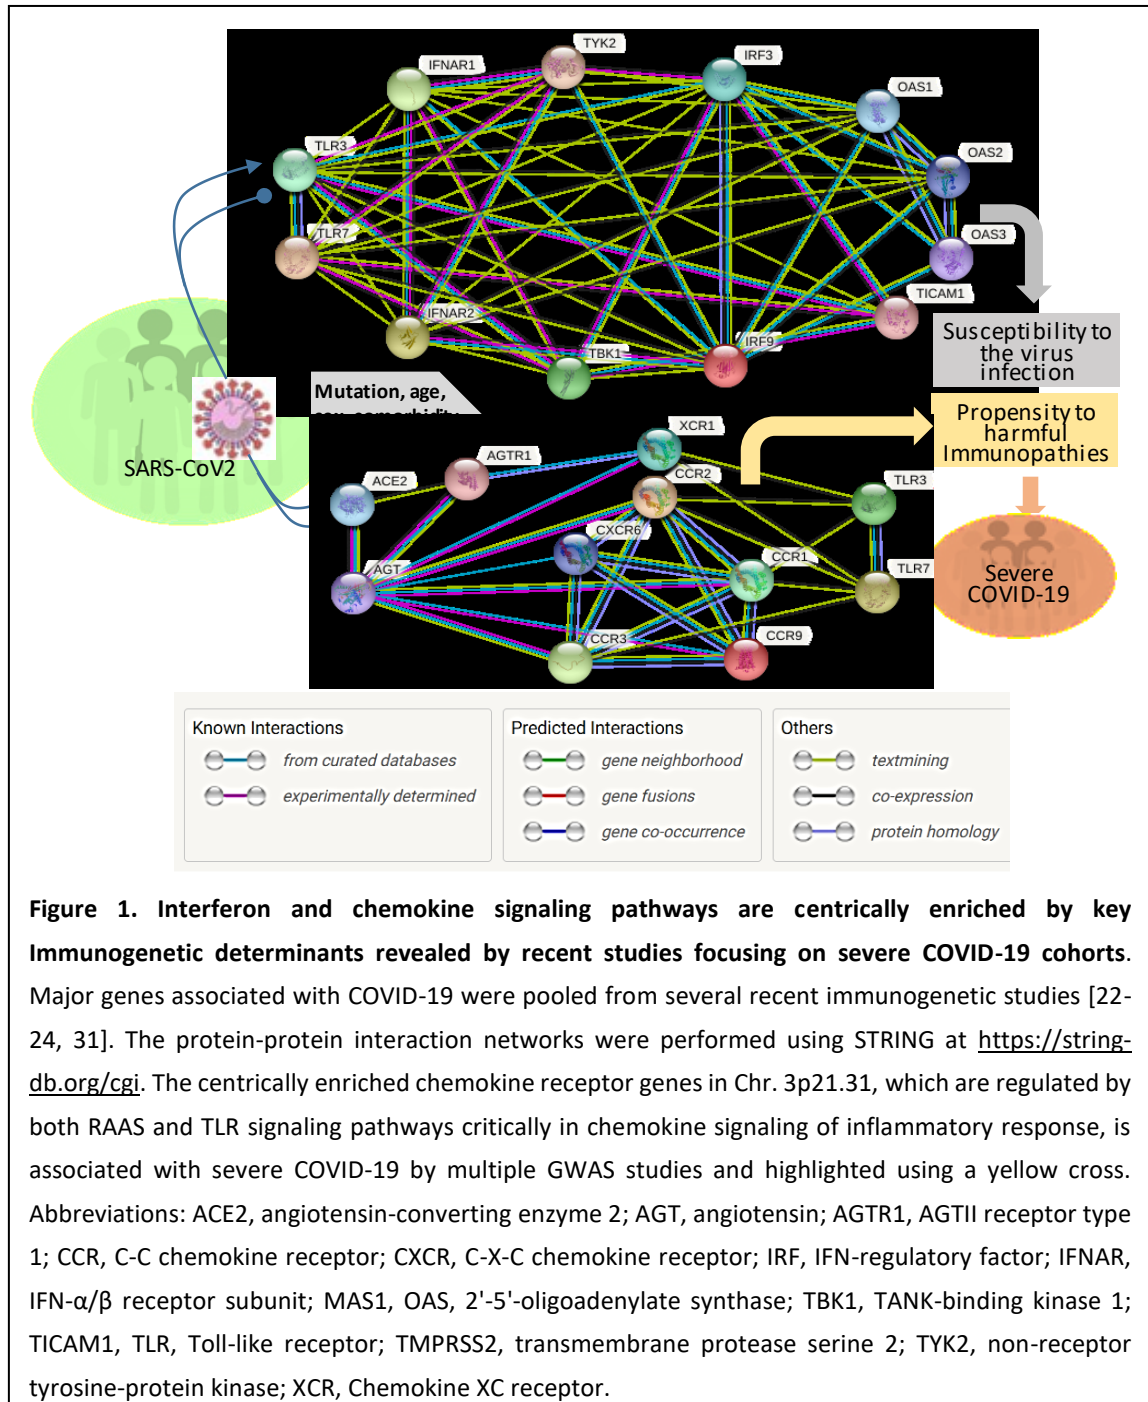 TYK2
IRF3
IFNAR1
OAS1
TLR3
OAS2
TLR7
OAS3
TICAM1
IFNAR2
IRF9
TBK1
Susceptibility to
the virus
infection
Mutation, age,
sex, comorbidity
Propensity to
harmful
Immunopathies
SARS-CoV2
XCR1
AGTR1
CCR2
ACE2
TLR3
CXCR6
CCR1
AGT
TLR7
Severe
COVID-19
CCR3
CCR9
Known Interactions
from curated databases
experimentally determined
Predicted Interactions
gene neighborhood
gene fusions
gene co-occurrence
Others
textmining
co-expression
protein homology
Figure 1. Interferon and chemokine signaling pathways are centrically enriched by key
Immunogenetic determinants revealed by recent studies focusing on severe COVID-19 cohorts.
Major genes associated with COVID-19 were pooled from several recent immunogenetic studies [22-
24, 31]. The protein-protein interaction networks were performed using STRING at https://string-
db.org/cgi. The centrically enriched chemokine receptor genes in Chr. 3p21.31, which are regulated by
both RAAS and TLR signaling pathways critically in chemokine signaling of inflammatory response, is
associated with severe COVID-19 by multiple GWAS studies and highlighted using a yellow cross.
Abbreviations: ACE2, angiotensin-converting enzyme 2; AGT, angiotensin; AGTR1, AGTII receptor type
1; CCR, C-C chemokine receptor; CXCR, C-X-C chemokine receptor; IRF, IFN-regulatory factor; IFNAR,
IFN-α/β receptor subunit; MAS1, OAS, 2'-5'-oligoadenylate synthase; TBK1, TANK-binding kinase 1;
TICAM1, TLR, Toll-like receptor; TMPRSS2, transmembrane protease serine 2; TYK2, non-receptor
tyrosine-protein kinase; XCR, Chemokine XC receptor.